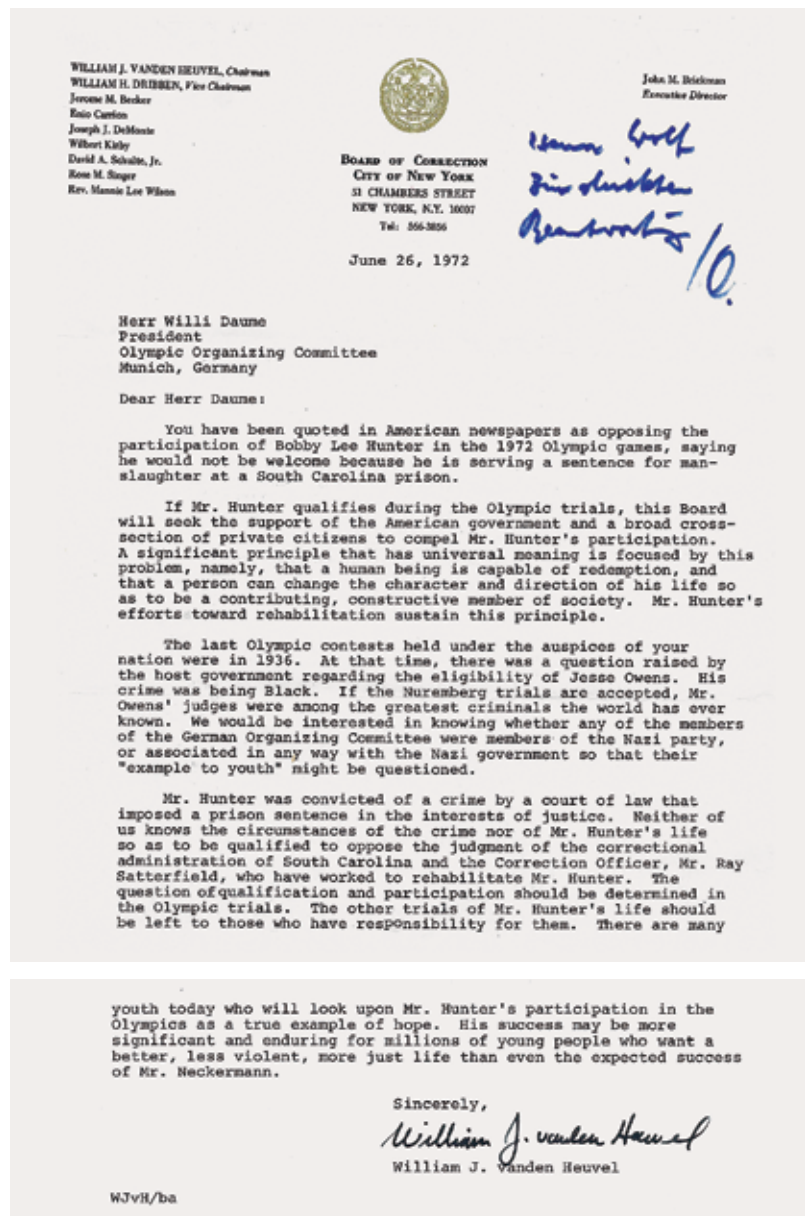 WILLIAM J. VANDEN HEUVEL, Chairman
WILLIAM H. DRIBBEN, Vice Chairman
Jerome M. Becker
Enio Carrion
Joseph J. DeMonte
Wilbert Kirby
David A. Schulte, Jr.
Rose M. Singer
Rev. Mannie Lee Wilson
John M. Brickman
Executive Director
BOARD OF CORRECTION
CITY OF NEW YORK
51 CHAMBERS STREET
NEW YORK, N.Y. 10007
Tel: 566-3856
Wolf
June 26, 1972
Herr Willi Daume
President
Olympic Organizing Committee
Munich, Germany
Dear Herr Daume:
You have been quoted in American newspapers as opposing the
participation of Bobby Lee Hunter in the 1972 Olympic games, saying
he would not be welcome because he is serving a sentence for man-
slaughter at a South Carolina prison.
If Mr. Hunter qualifies during the Olympic trials, this Board
will seek the support of the American government and a broad cross-
section of private citizens to compel Mr. Hunter's participation.
A significant principle that has universal meaning is focused by this
problem, namely, that a human being is capable of redemption, and
that a person can change the character and direction of his life so
as to be a contributing, constructive member of society. Mr. Hunter's
efforts toward rehabilitation sustain this principle.
The last Olympic contests held under the auspices of your
nation were in 1936. At that time, there was a question raised by
the host government regarding the eligibility of Jesse Owens. His
crime was being Black. If the Nuremberg trials are accepted, Mr.
Owens' judges were among the greatest criminals the world has ever
known. We would be interested in knowing whether any of the members
of the German Organizing Committee were members of the Nazi party,
or associated in any way with the Nazi government so that their
"example to youth" might be questioned.
Mr. Hunter was convicted of a crime by a court of law that
imposed a prison sentence in the interests of justice. Neither of
us knows the circumstances of the crime nor of Mr. Hunter's life
so as to be qualified to oppose the judgment of the correctional
administration of South Carolina and the Correction Officer, Mr. Ray
Satterfield, who have worked to rehabilitate Mr. Hunter. The
question of qualification and participation should be determined in
the Olympic trials. The other trials of Mr. Hunter's life should
be left to those who have responsibility for them. There are many
youth today who will look upon Mr. Hunter's participation in the
Olympics as a true example of hope. His success may be more
significant and enduring for millions of young people who want a
better, less violent, more just life than even the expected success
of Mr. Neckermann.
Sincerely,
William J. vanden Heuvel
William J. vanden Heuvel
WJvH/ba